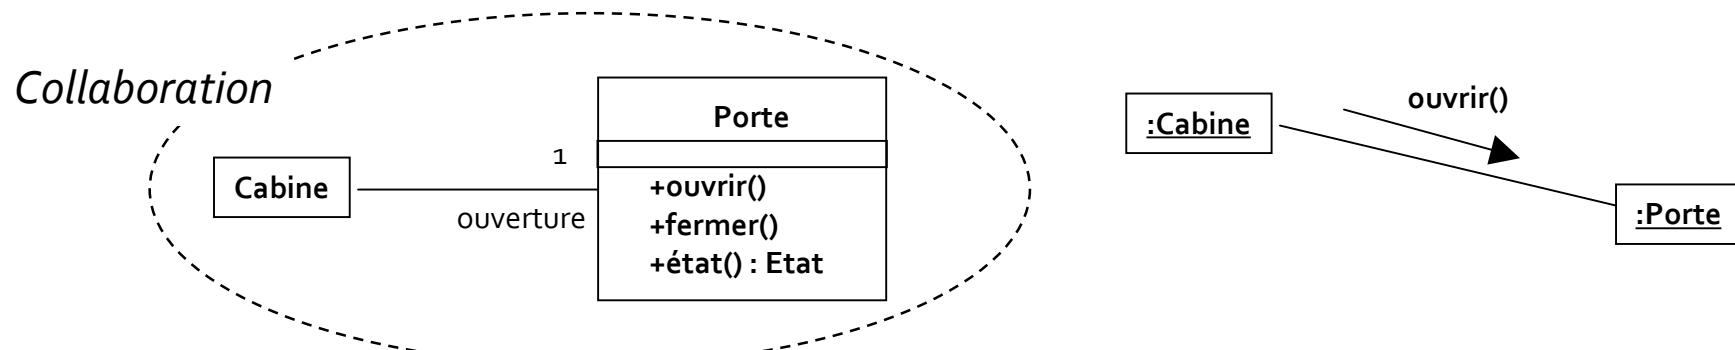 Collaboration
Cabine
1
ouverture
Porte
+ouvrir()
+fermer()
+état() : Etat
:Cabine
ouvrir()
:Porte